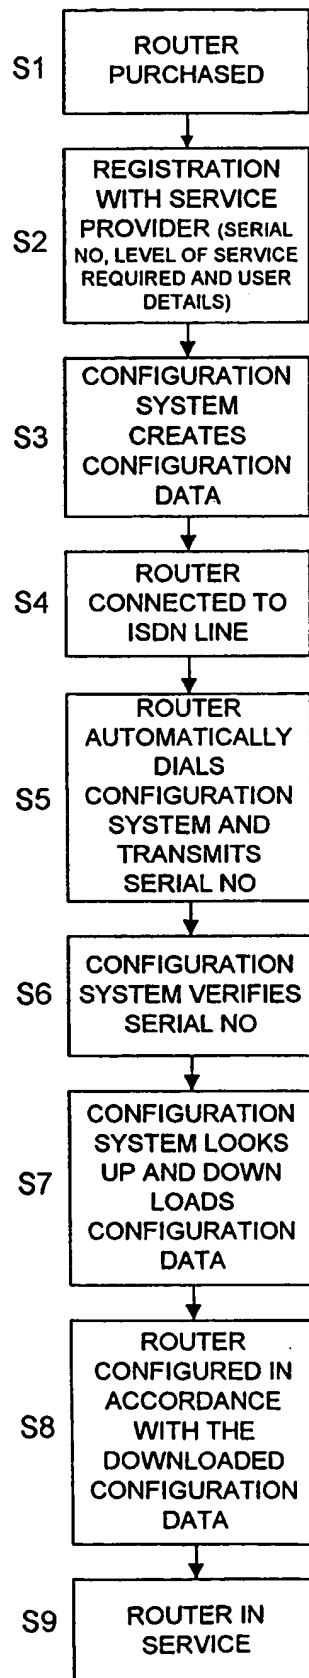 S1
ROUTER
PURCHASED
S2
REGISTRATION
WITH SERVICE
PROVIDER (SERIAL
NO, LEVEL OF SERVICE
REQUIRED AND USER
DETAILS)
S3
CONFIGURATION
SYSTEM
CREATES
CONFIGURATION
DATA
S4
ROUTER
CONNECTED TO
ISDN LINE
S5
ROUTER
AUTOMATICALLY
DIALS
CONFIGURATION
SYSTEM AND
TRANSMITS
SERIAL NO
S6
CONFIGURATION
SYSTEM VERIFIES
SERIAL NO
S7
CONFIGURATION
SYSTEM LOOKS
UP AND DOWN
LOADS
CONFIGURATION
DATA
S8
ROUTER
CONFIGURED IN
ACCORDANCE
WITH THE
DOWNLOADED
CONFIGURATION
DATA
S9
ROUTER IN
SERVICE